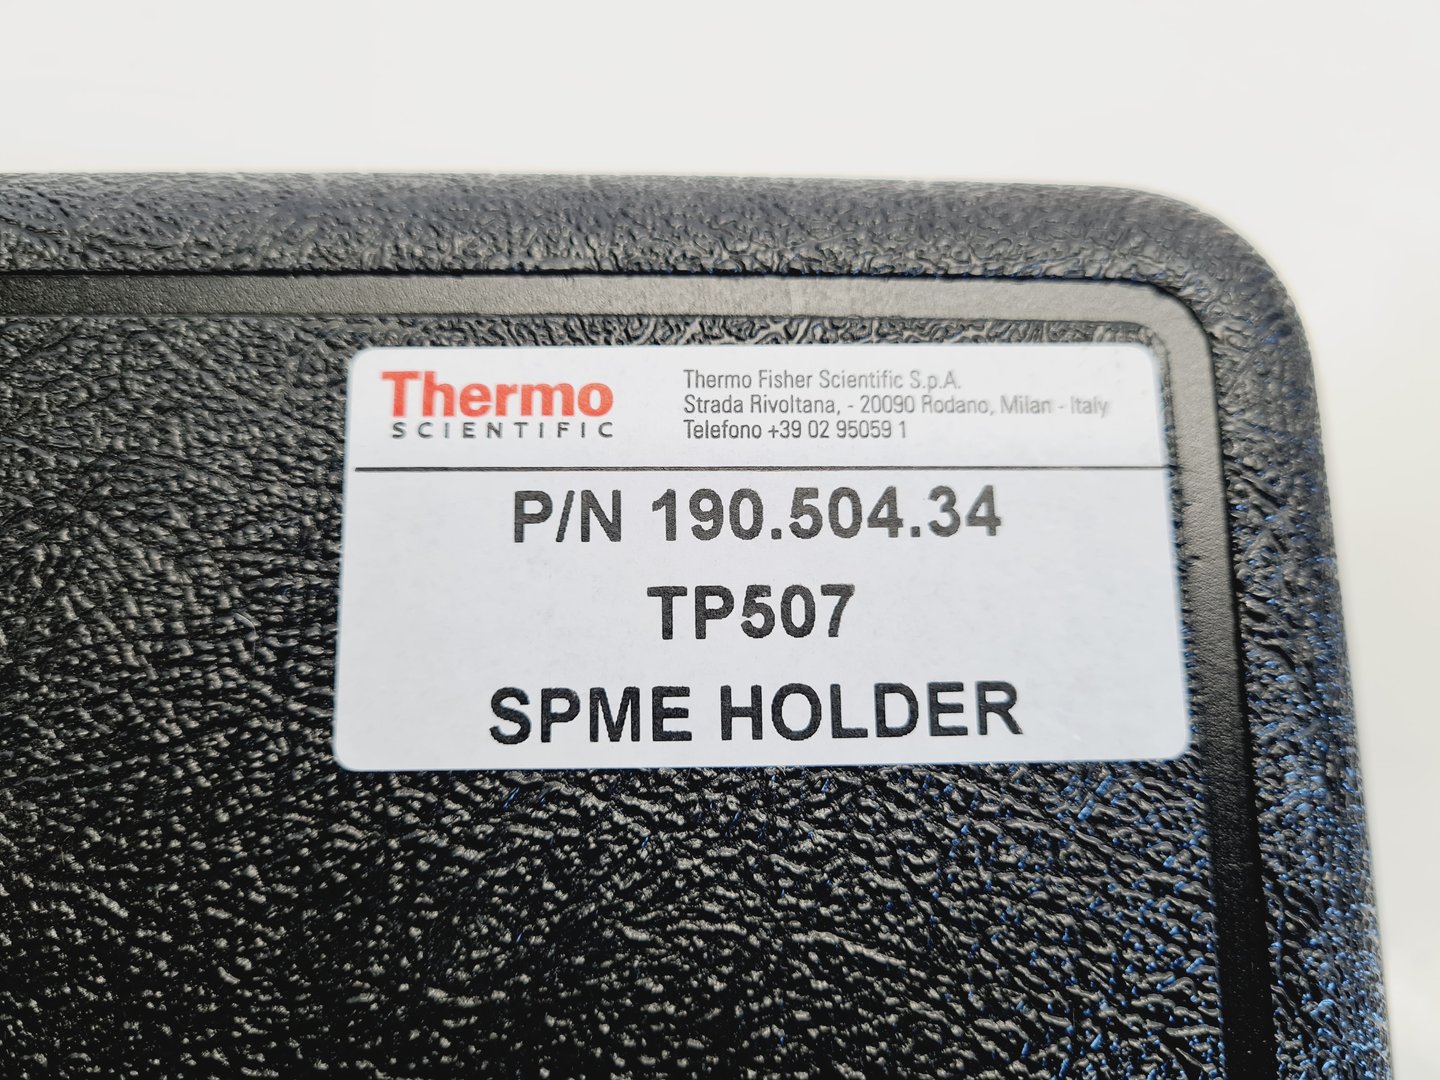 Thermo
SCIENTIFIC
Thermo Fisher Scientific S.p.A.
Strada Rivoltana, - 20090 Rodano, Milan - Italy
Telefono +39 02 95059 1
P/N 190.504.34
TP507
SPME HOLDER